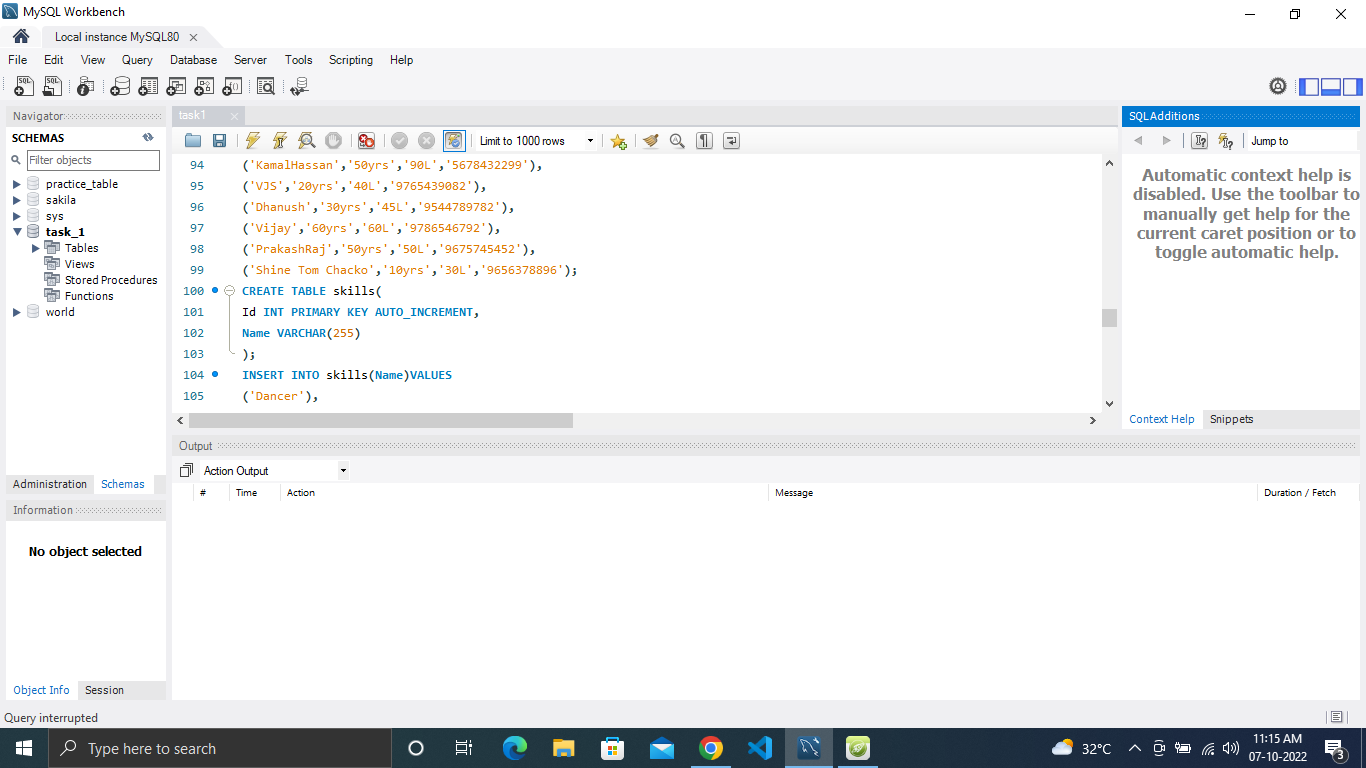 MySQL Workbench
Local instance MySQL80
File Edit View Query Database Server Tools Scripting Help
Navigator
SCHEMAS
Filter objects
practice_table
sakila
sys
task_1
Tables
Views
Stored Procedures
Functions
world
Administration Schemas
Information
No object selected
Object Info Session
task1
Limit to 1000 rows
94 ('KamalHassan','50yrs','90L','5678432299'),
95 ('VJS','20yrs','40L','9765439082'),
96 ('Dhanush','30yrs','45L','9544789782'),
97 ('Vijay','60yrs','60L','9786546792'),
98 ('PrakashRaj','50yrs','50L','9675745452'),
99 ('Shine Tom Chacko','10yrs','30L','9656378896');
100 CREATE TABLE skills(
101 Id INT PRIMARY KEY AUTO_INCREMENT,
102 Name VARCHAR(255)
103 );
104 INSERT INTO skills(Name)VALUES
105 ('Dancer'),
SQLAdditions
Jump to
Automatic context help is
disabled. Use the toolbar to
manually get help for the
current caret position or to
toggle automatic help.
Context Help Snippets
Output
Action Output
# Time Action Message Duration / Fetch
Query interrupted
Type here to search
32°C
11:15 AM
07-10-2022
3